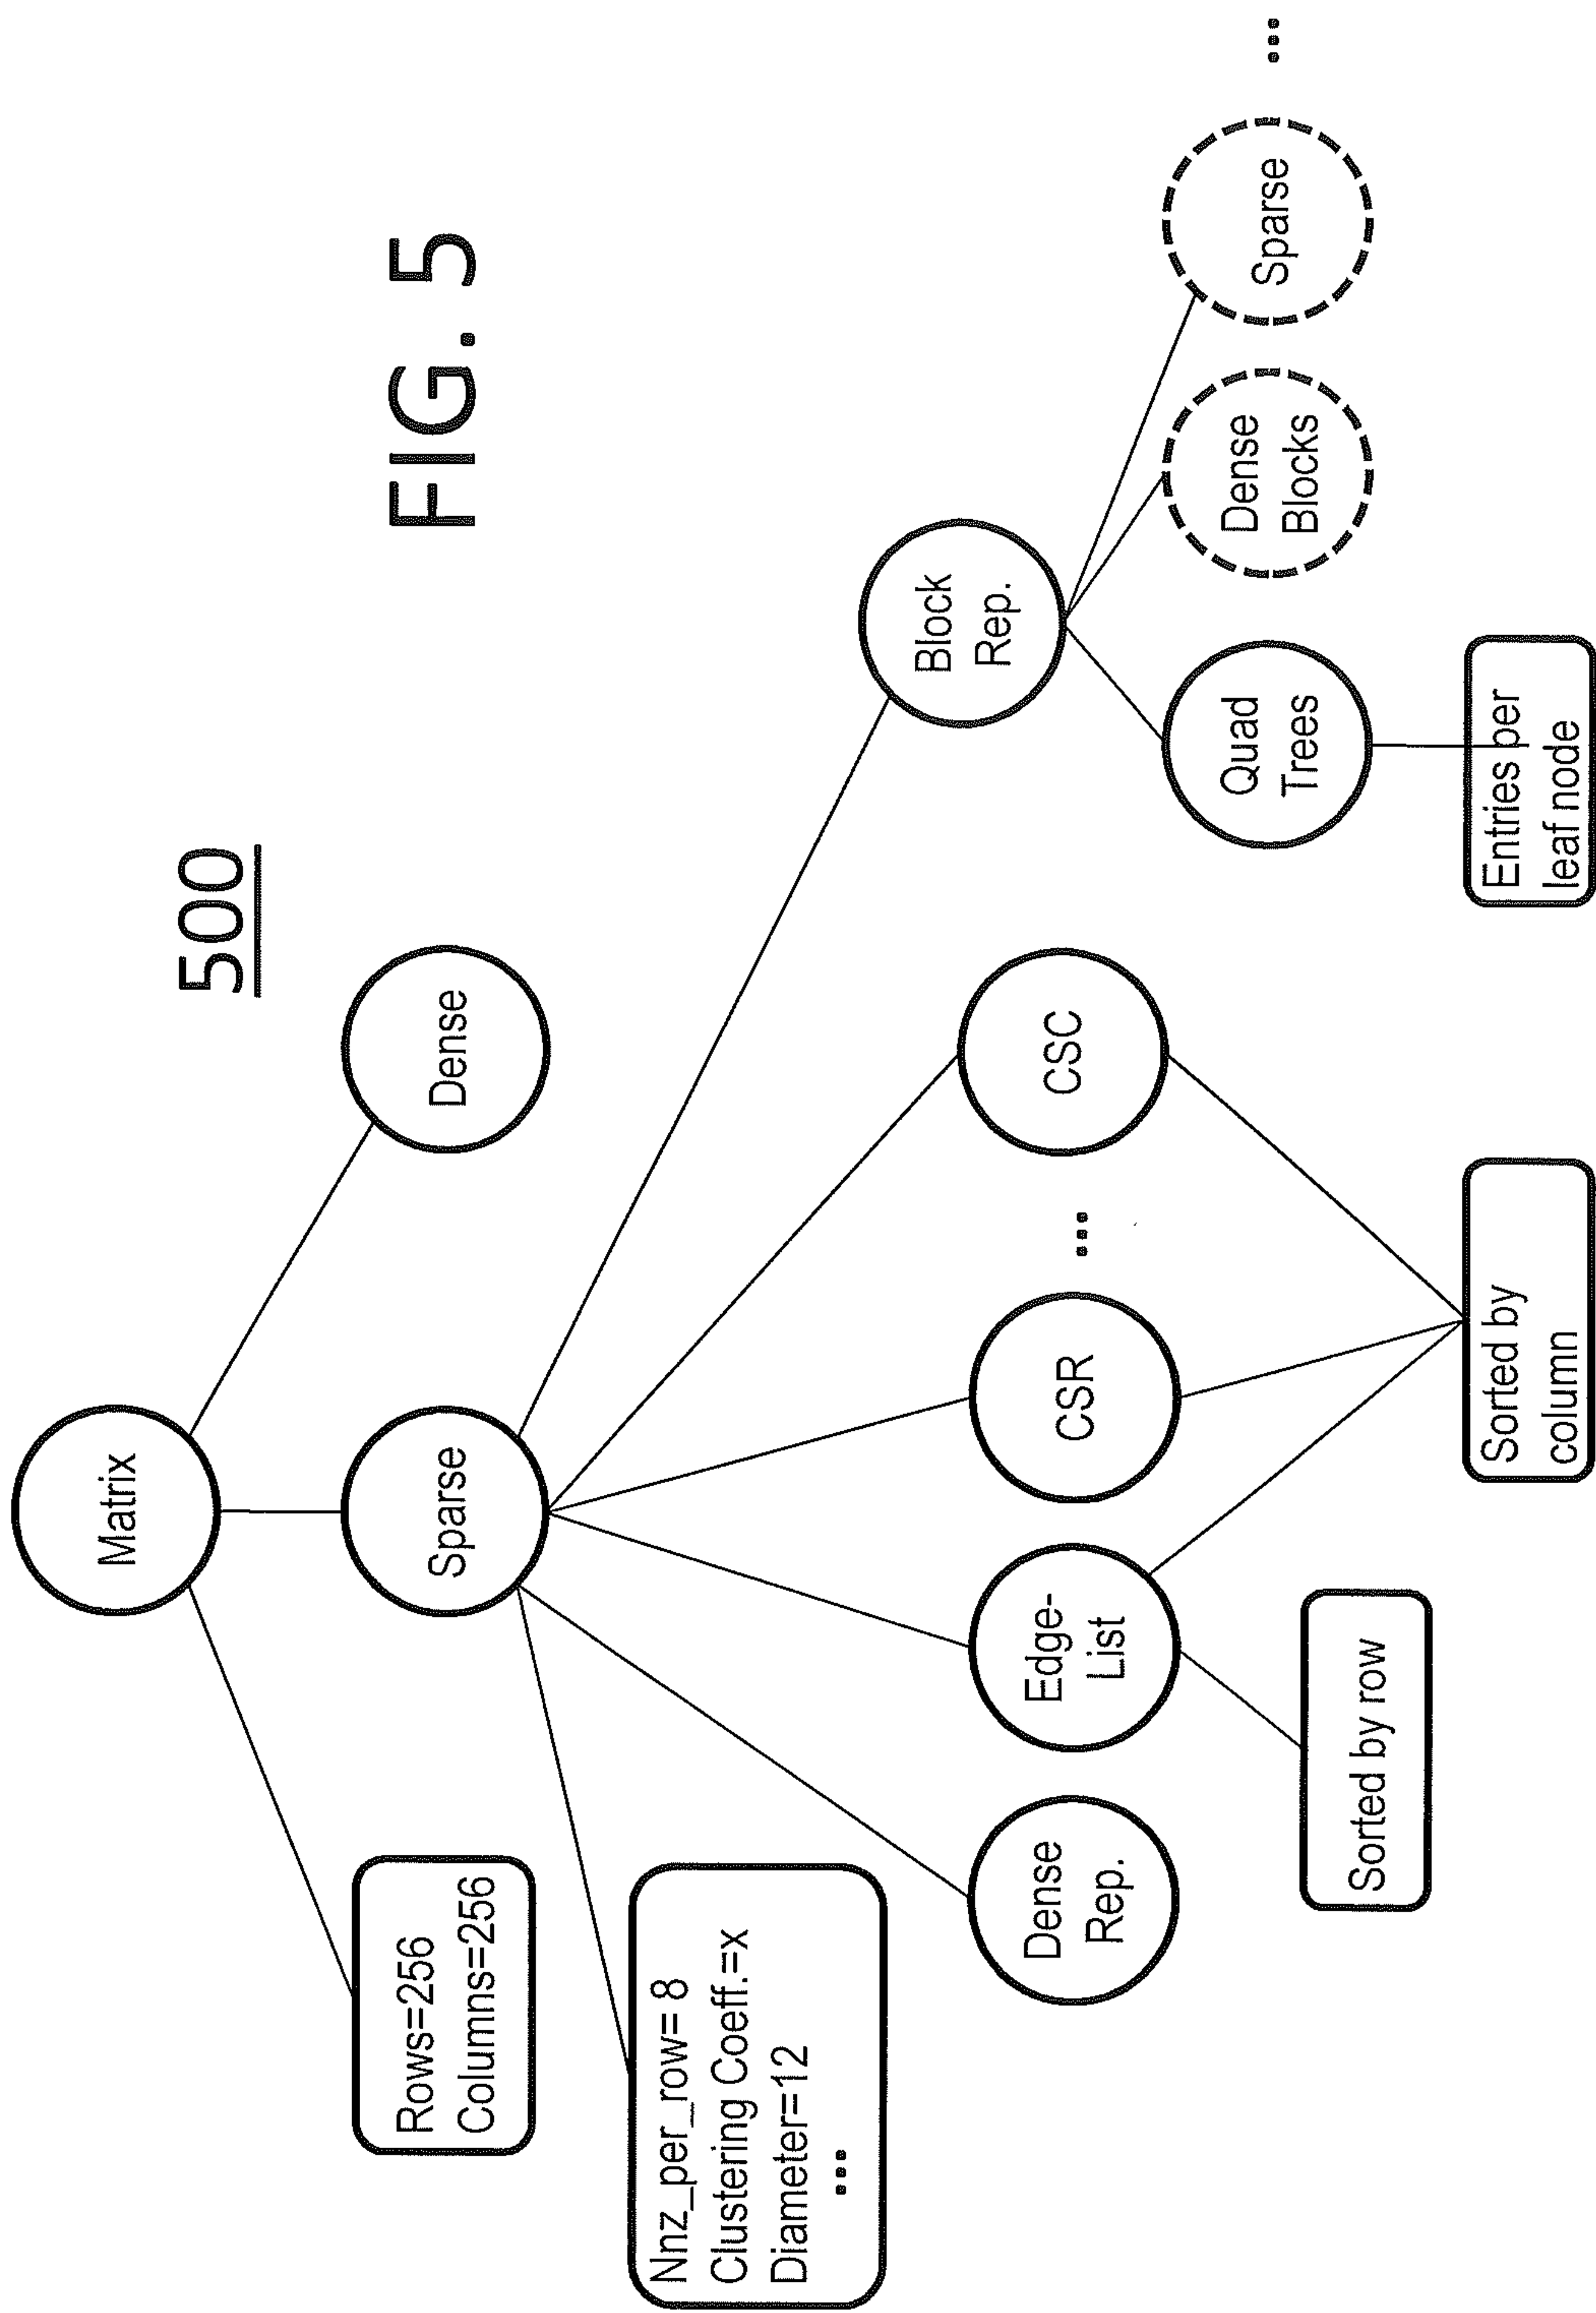 500
FIG. 5
Matrix
Rows=256
Columns=256
Sparse
Dense
Nnz_per_row= 8
Clustering Coeff.=x
Diameter=12
...
Dense
Rep.
Edge-
List
CSR
...
CSC
Block
Rep.
Quad
Trees
Dense
Blocks
Sparse
...
Sorted by row
Sorted by
column
Entries per
leaf node